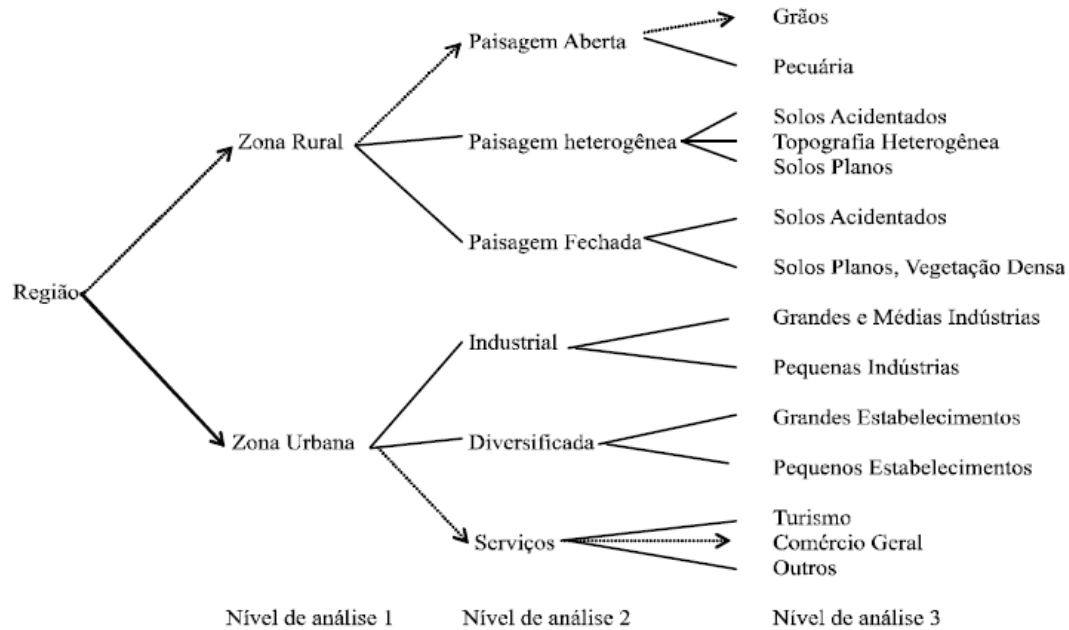 Grãos
Paisagem Aberta
Pecuária
Solos Acidentados
Zona Rural
Paisagem heterogênea
Topografia Heterogênea
Solos Planos
Solos Acidentados
Paisagem Fechada
Solos Planos, Vegetação Densa
Região
Grandes e Médias Indústrias
Industrial
Pequenas Indústrias
Grandes Estabelecimentos
Zona Urbana
Diversificada
Pequenos Estabelecimentos
Turismo
Serviços
Comércio Geral
Outros
Nível de análise 1
Nível de análise 2
Nível de análise 3